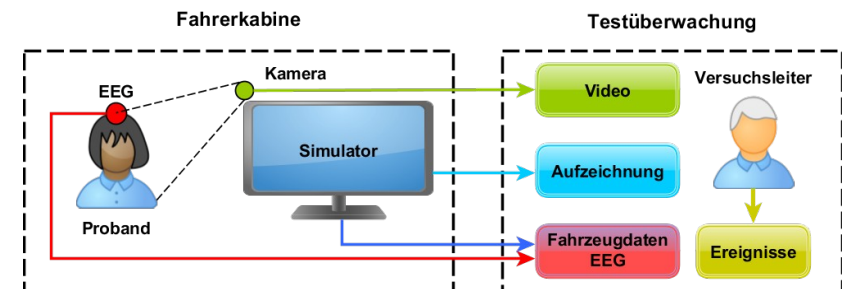 Fahrerkabine
Testüberwachung
EEG
Kamera
Simulator
Proband
Video
Versuchsleiter
Aufzeichnung
Fahrzeugdaten
EEG
Ereignisse